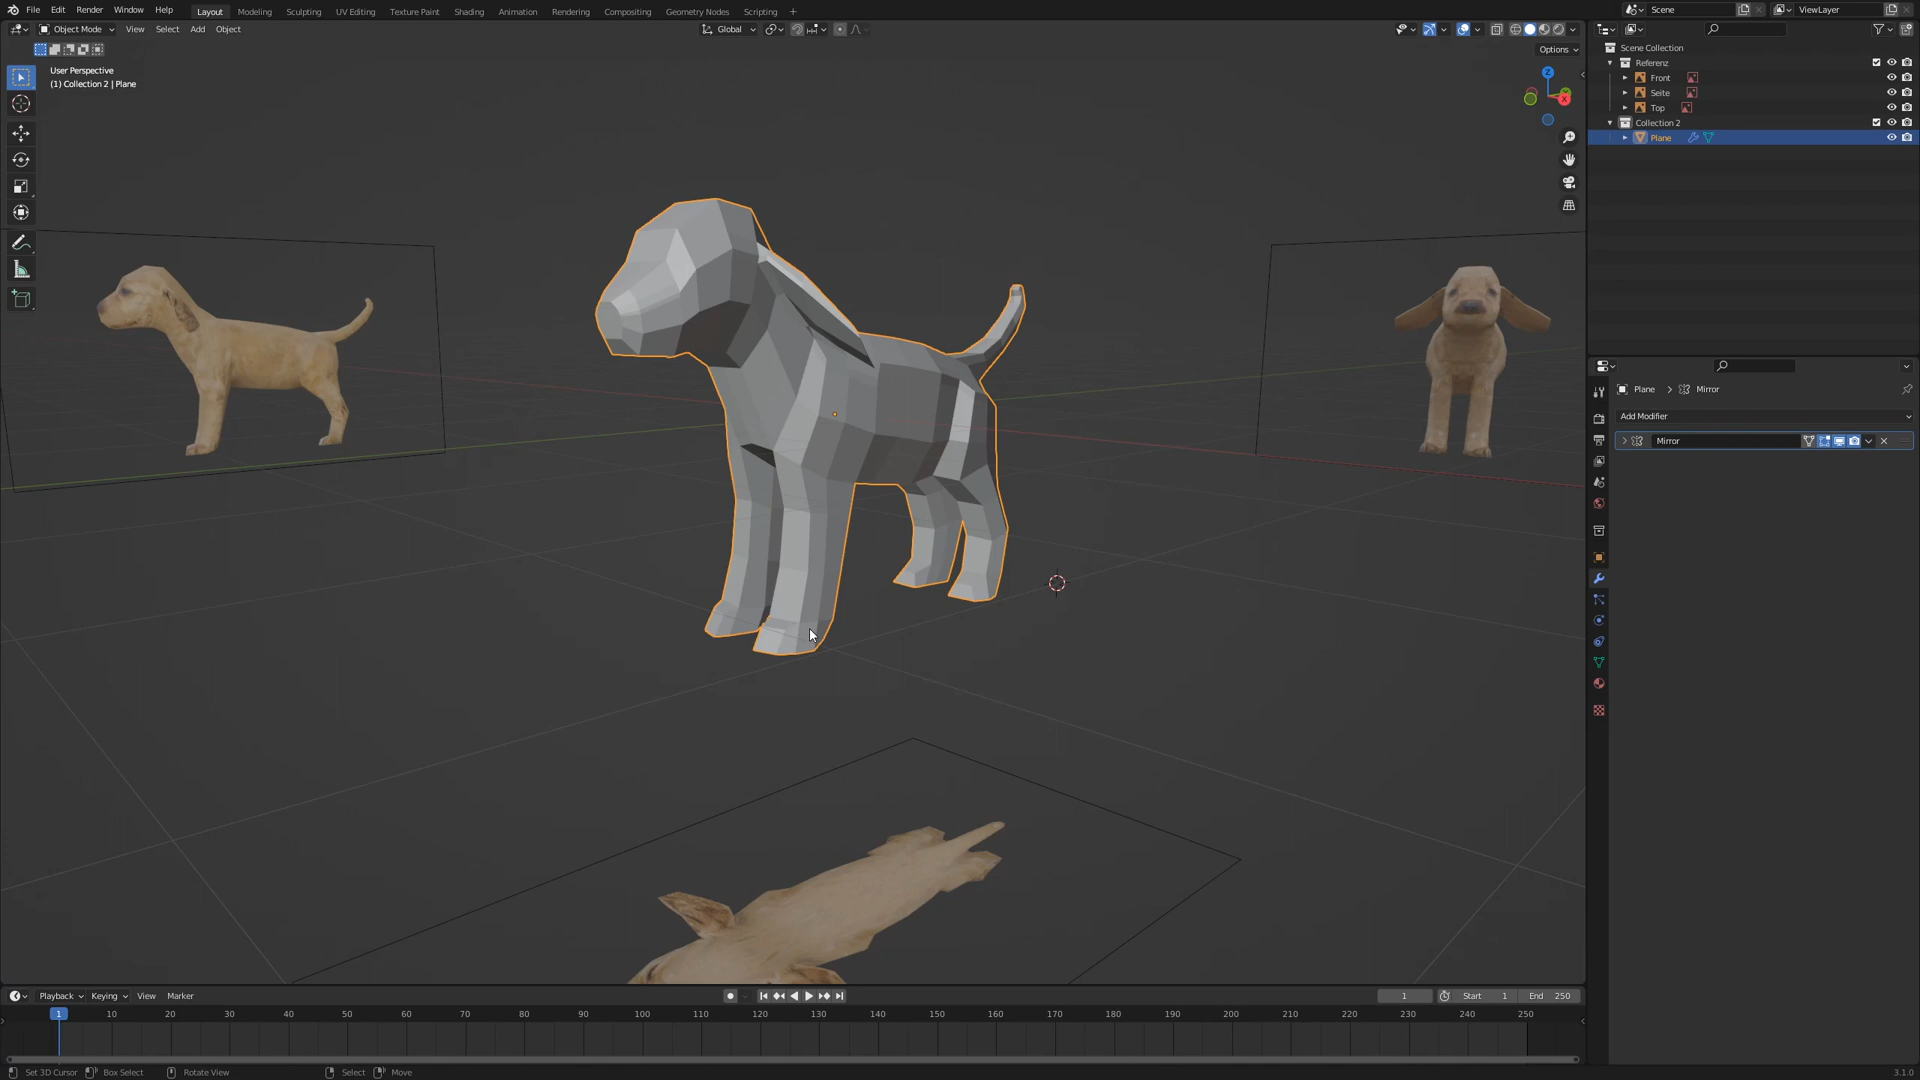 File Edit Render Window Help Layout Modeling Sculpting UV Editing Texture Paint Shading Animation Rendering Compositing Geometry Nodes Scripting + Scene ViewLayer
Object Mode View Select Add Object Global
Options
User Perspective
(1) Collection 2 | Plane
Z
X
Scene Collection
Referenz
Front
Seite
Top
Collection 2
Plane
Plane > Mirror
Add Modifier
Mirror
Playback Keying View Marker 1 Start 1 End 250
1 10 20 30 40 50 60 70 80 90 100 110 120 130 140 150 160 170 180 190 200 210 220 230 240 250
Set 3D Cursor Box Select Rotate View Select Move 3.1.0